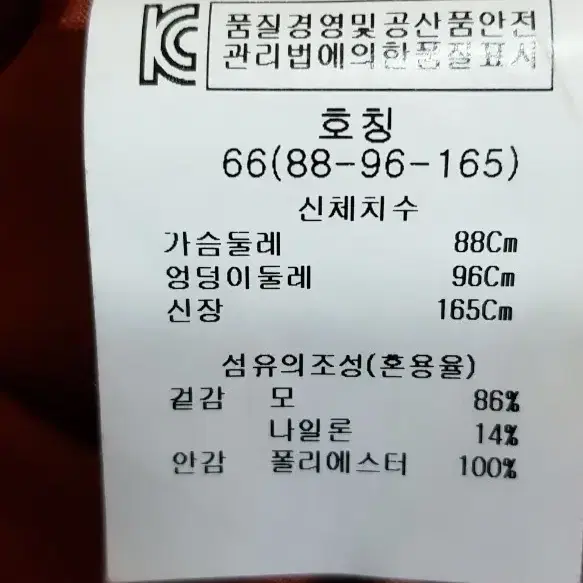 KC
품질경영및공산품안전
관리법에의한품질표시
호칭
66(88-96-165)
신체치수
가슴둘레 88Cm
엉덩이둘레 96Cm
신장 165Cm
섬유의조성(혼용율)
겉감 모 86%
나일론 14%
안감 폴리에스터 100%